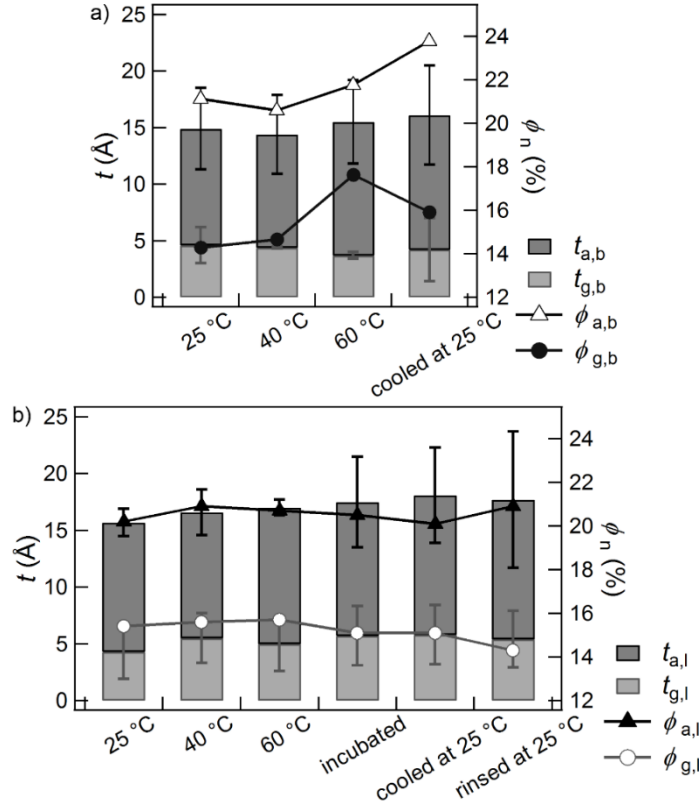 a)
25
20
15
10
5
0
t (Å)
24
22
20
18
16
14
12
ϕn (%)
25 °C
40 °C
60 °C
cooled at 25 °C
ta,b
tg,b
ϕa,b
ϕg,b
b)
25
20
15
10
5
0
t (Å)
24
22
20
18
16
14
12
ϕn (%)
25 °C
40 °C
60 °C
incubated
cooled at 25 °C
rinsed at 25 °C
ta,l
tg,l
ϕa,l
ϕg,l